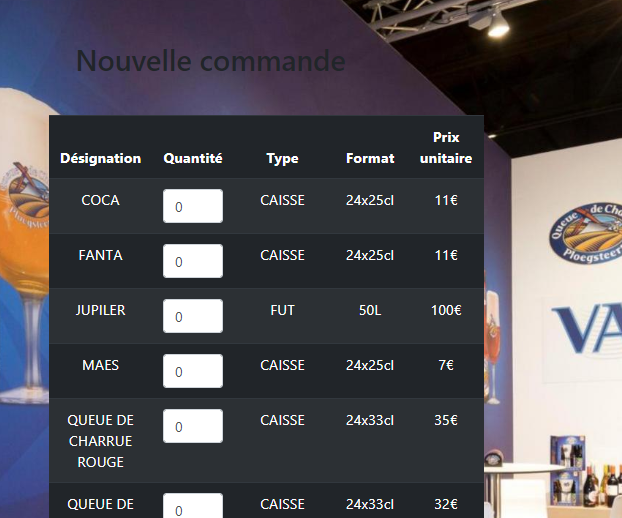 Nouvelle commande
Prix
Désignation Quantité Type Format unitaire
COCA 0 CAISSE 24x25cl 11€
FANTA 0 CAISSE 24x25cl 11€
JUPILER 0 FUT 50L 100€
MAES 0 CAISSE 24x25cl 7€
QUEUE DE 0 CAISSE 24x33cl 35€
CHARRUE
ROUGE
QUEUE DE 0 CAISSE 24x33cl 32€
Queue de Cha
Ploegsteert
VA
Ploegsteer